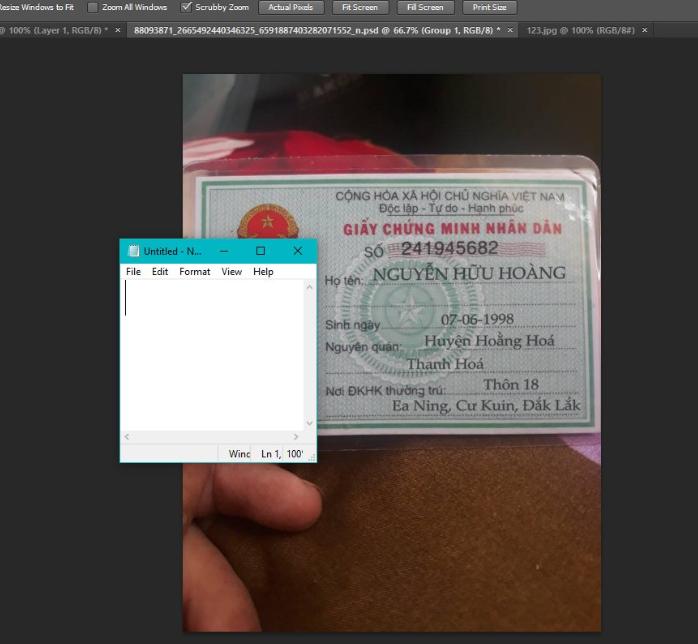 Resize Windows to Fit Zoom All Windows Scrubby Zoom Actual Pixels Fit Screen Fill Screen Print Size
@ 100% (Layer 1, RGB/8) * × 88093871_2665492440346325_6591887403282071552_n.psd @ 66.7% (Group 1, RGB/8) * × 123.jpg @ 100% (RGB/8#) ×
CỘNG HÒA XÃ HỘI CHỦ NGHĨA VIỆT NAM
Độc lập - Tự do - Hạnh phúc
GIẤY CHỨNG MINH NHÂN DÂN
SỐ 241945682
Họ tên: NGUYỄN HỮU HOÀNG
Sinh ngày 07-06-1998
Nguyên quán: Huyện Hoằng Hoá
Thanh Hoá
Nơi ĐKHK thường trú: Thôn 18
Ea Ning, Cư Kuin, Đắk Lắk
Untitled - N...
File Edit Format View Help
Wind Ln 1, 100%